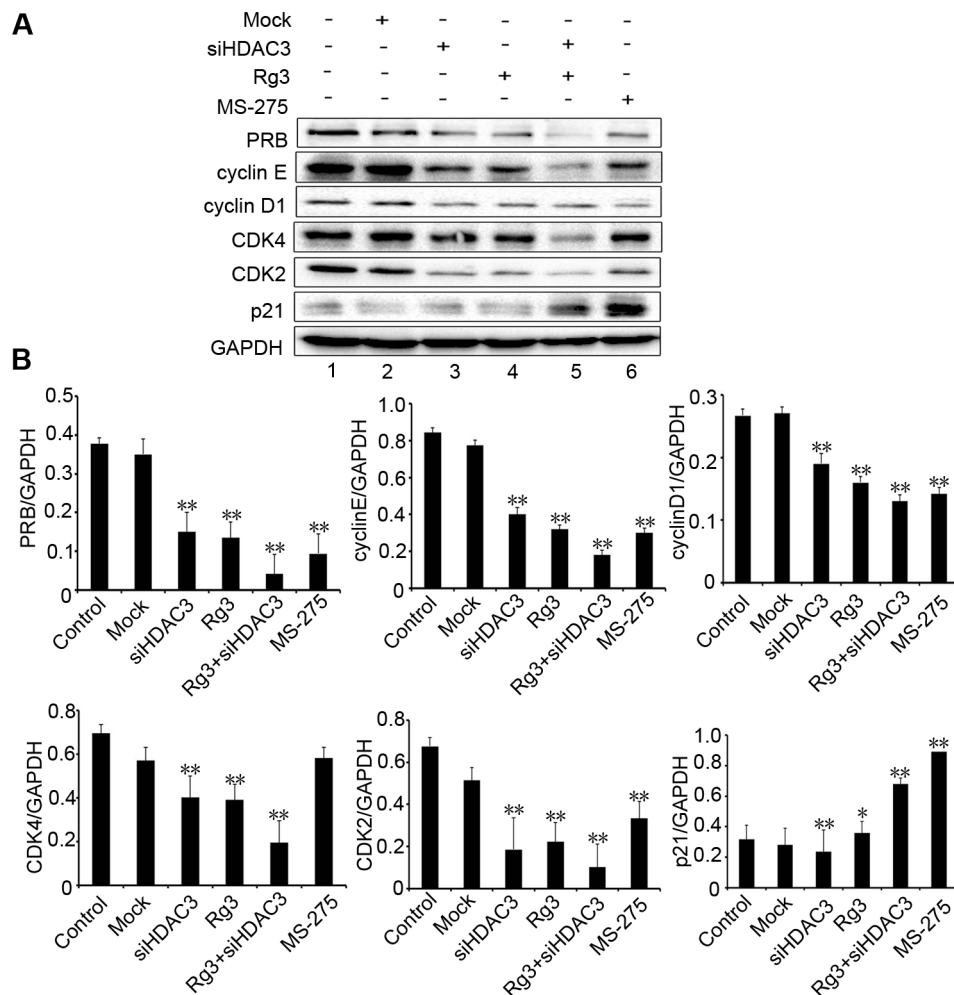 A
Mock - + - - - -
siHDAC3 - - + - + -
Rg3 - - - + + -
MS-275 - - - - - +
PRB
cyclin E
cyclin D1
CDK4
CDK2
p21
GAPDH
1 2 3 4 5 6
B
PRB/GAPDH
0.5
0.4
0.3
0.2
0.1
0
** ** ** **
Control Mock siHDAC3 Rg3 Rg3+siHDAC3 MS-275
cyclinE/GAPDH
1.0
0.8
0.6
0.4
0.2
0
** ** ** **
Control Mock siHDAC3 Rg3 Rg3+siHDAC3 MS-275
cyclinD1/GAPDH
0.3
0.2
0.1
0
** ** ** **
Control Mock siHDAC3 Rg3 Rg3+siHDAC3 MS-275
CDK4/GAPDH
0.8
0.6
0.4
0.2
0
** ** **
Control Mock siHDAC3 Rg3 Rg3+siHDAC3 MS-275
CDK2/GAPDH
0.8
0.6
0.4
0.2
0
** ** ** **
Control Mock siHDAC3 Rg3 Rg3+siHDAC3 MS-275
p21/GAPDH
1.0
0.8
0.6
0.4
0.2
0
** * ** **
Control Mock siHDAC3 Rg3 Rg3+siHDAC3 MS-275